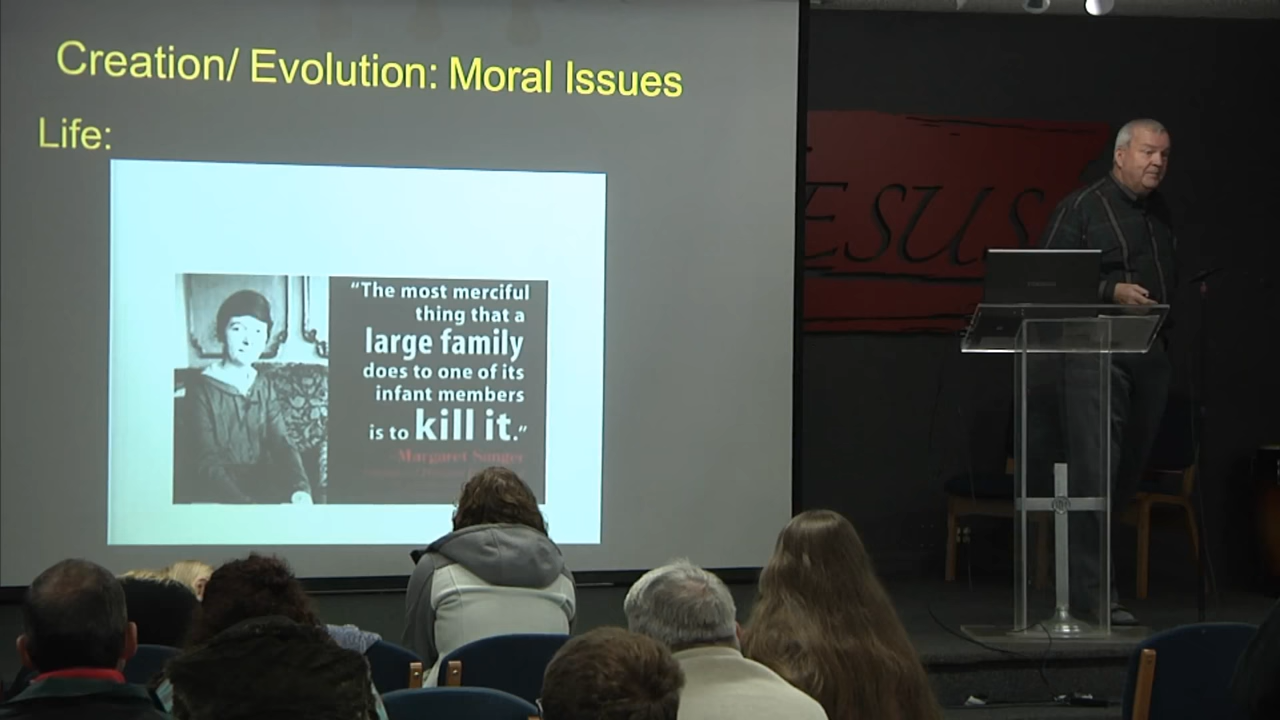 Creation/ Evolution: Moral Issues
Life:
“The most merciful
thing that a
large family
does to one of its
infant members
is to kill it.”
-Margaret Sanger
ESUS